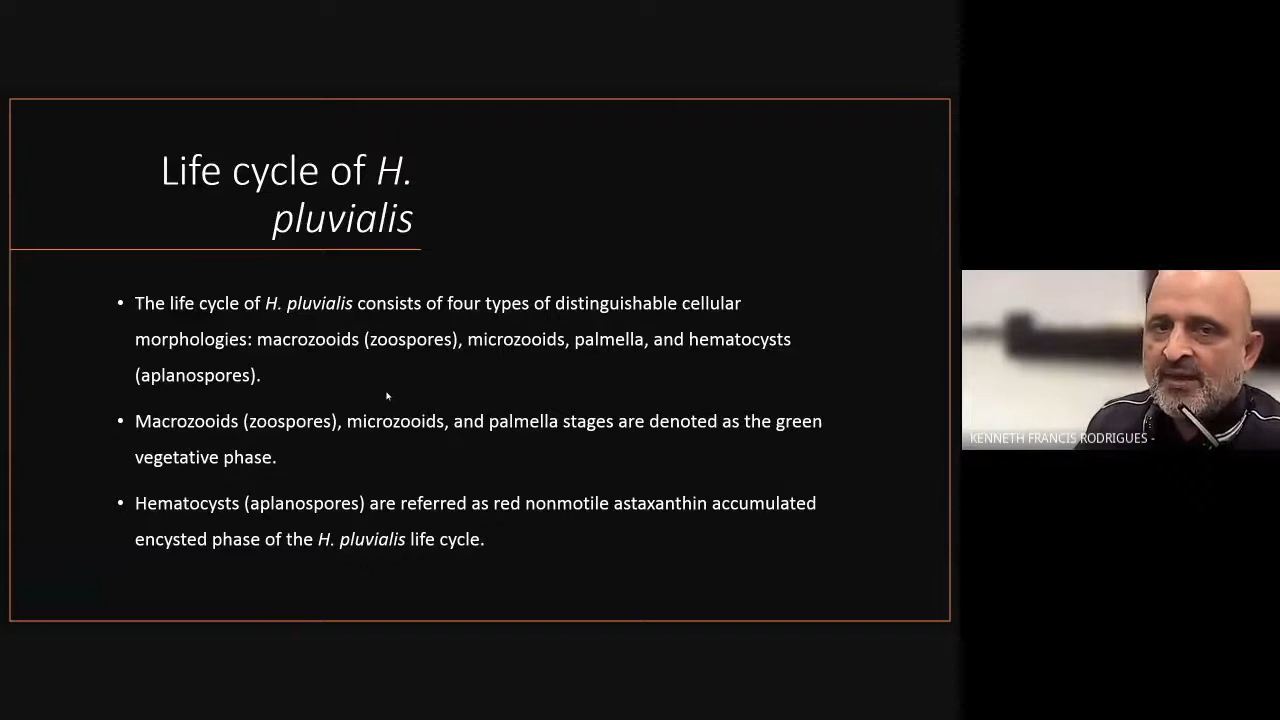 Life cycle of H.
pluvialis
• The life cycle of H. pluvialis consists of four types of distinguishable cellular
morphologies: macrozooids (zoospores), microzooids, palmella, and hematocysts
(aplanospores).
• Macrozooids (zoospores), microzooids, and palmella stages are denoted as the green
vegetative phase.
• Hematocysts (aplanospores) are referred as red nonmotile astaxanthin accumulated
encysted phase of the H. pluvialis life cycle.
KENNETH FRANCIS RODRIGUES -